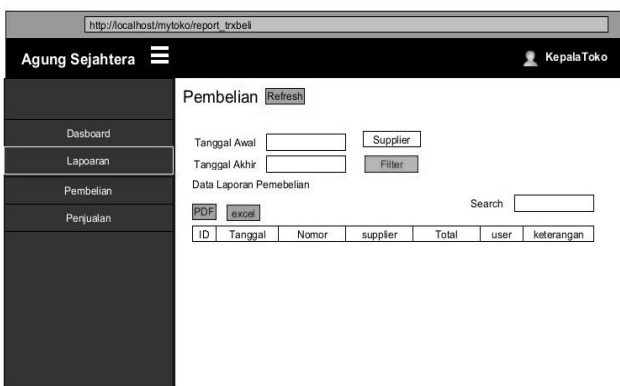 http://localhost/mytoko/report_trxbeli
Agung Sejahtera
KepalaToko
Dasboard
Lapoaran
Pembelian
Penjualan
Pembelian Refresh
Tanggal Awal Supplier
Tanggal Akhir Filter
Data Laporan Pemebelian
Search
PDF excel
ID Tanggal Nomor supplier Total user keterangan